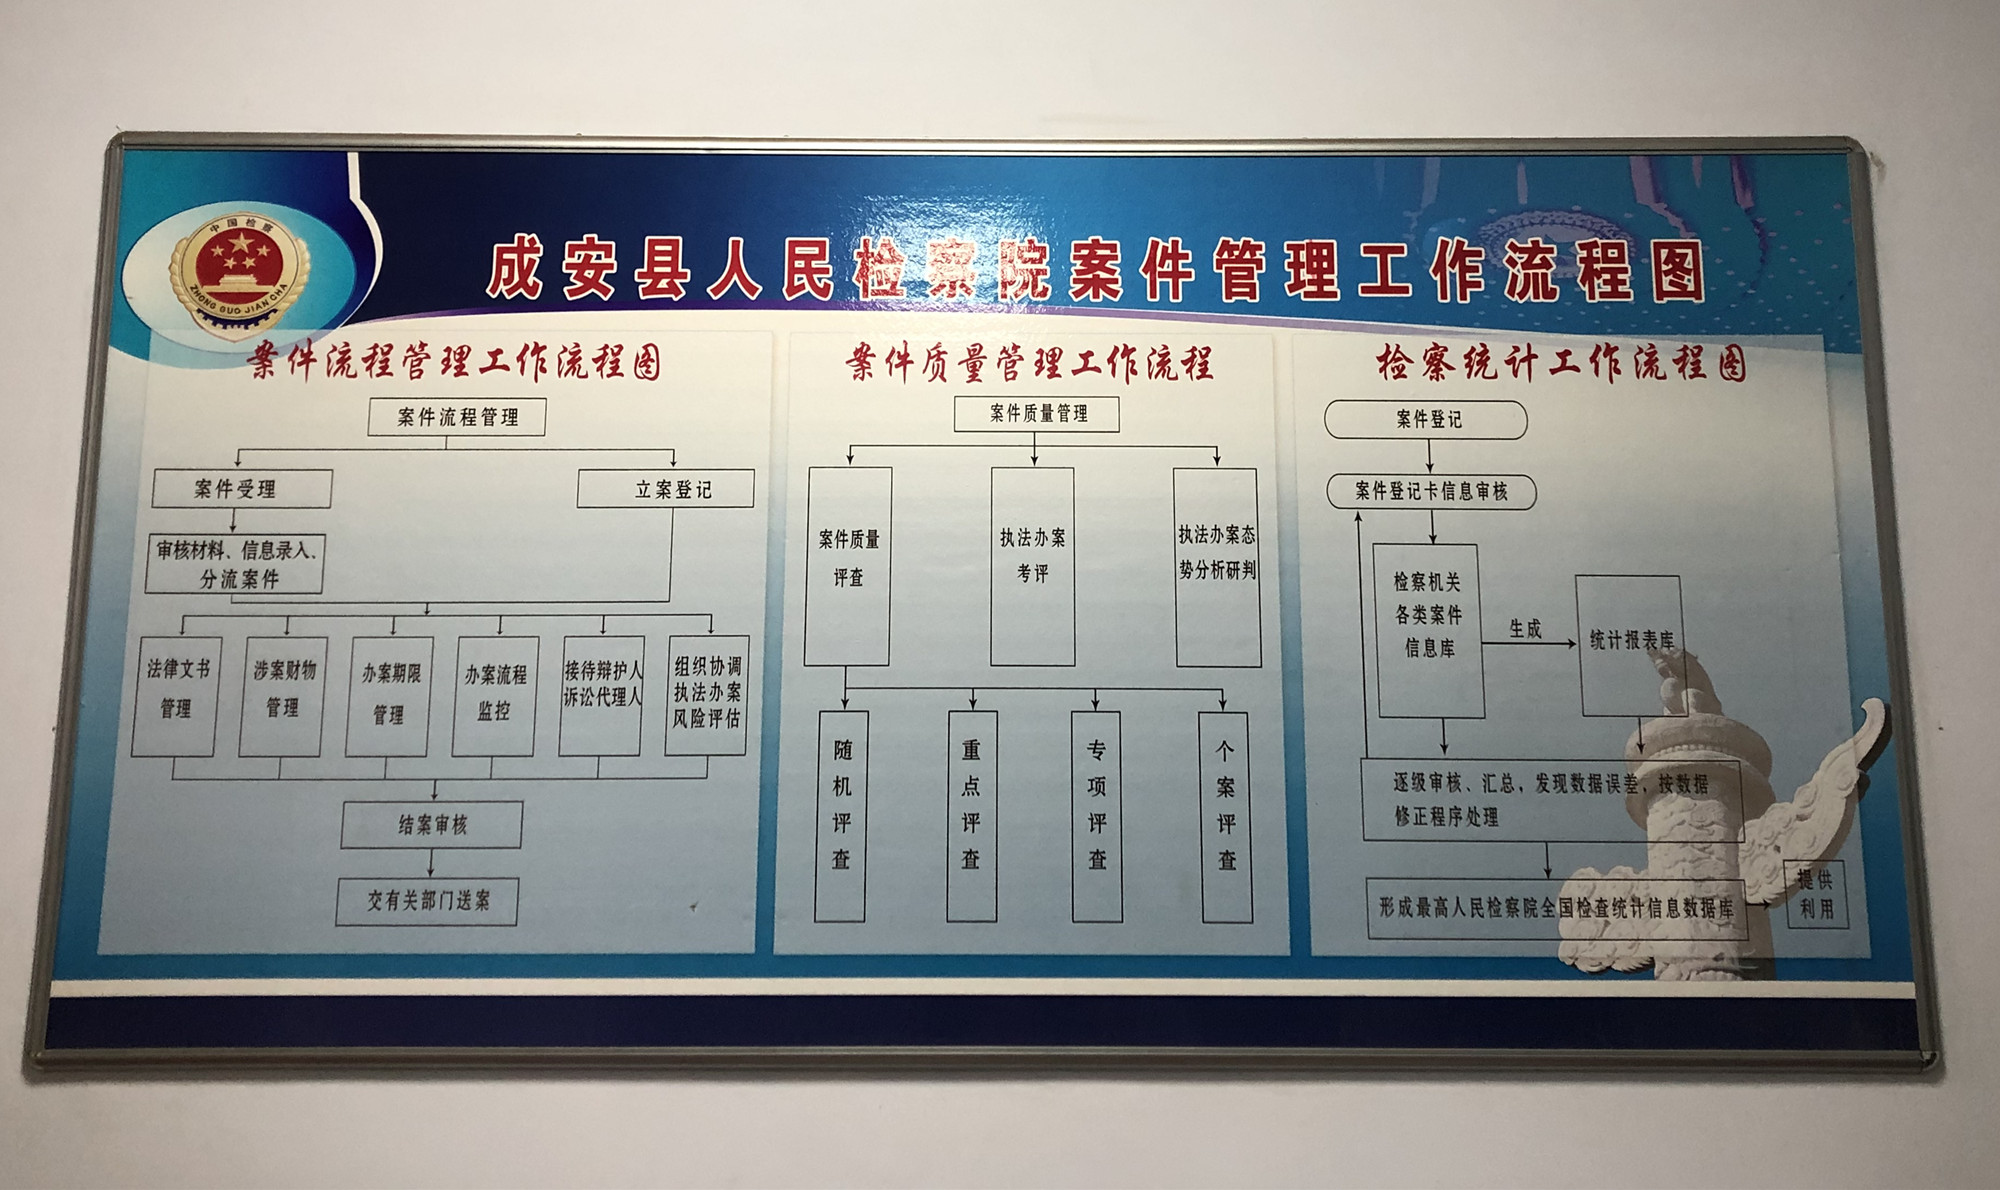 中国检察
ZHONG GUO JIAN CHA
成安县人民检察院案件管理工作流程图
案件流程管理工作流程图
案件流程管理
案件受理
立案登记
审核材料、信息录入、
分流案件
法律文书
管理
涉案财物
管理
办案期限
管理
办案流程
监控
接待辩护人
诉讼代理人
组织协调
执法办案
风险评估
结案审核
交有关部门送案
案件质量管理工作流程
案件质量管理
案件质量
评查
执法办案
考评
执法办案态
势分析研判
随机评查
重点评查
专项评查
个案评查
检察统计工作流程图
案件登记
案件登记卡信息审核
检察机关
各类案件
信息库
生成
统计报表库
逐级审核、汇总，发现数据误差，按数据
修正程序处理
形成最高人民检察院全国检查统计信息数据库
提供
利用